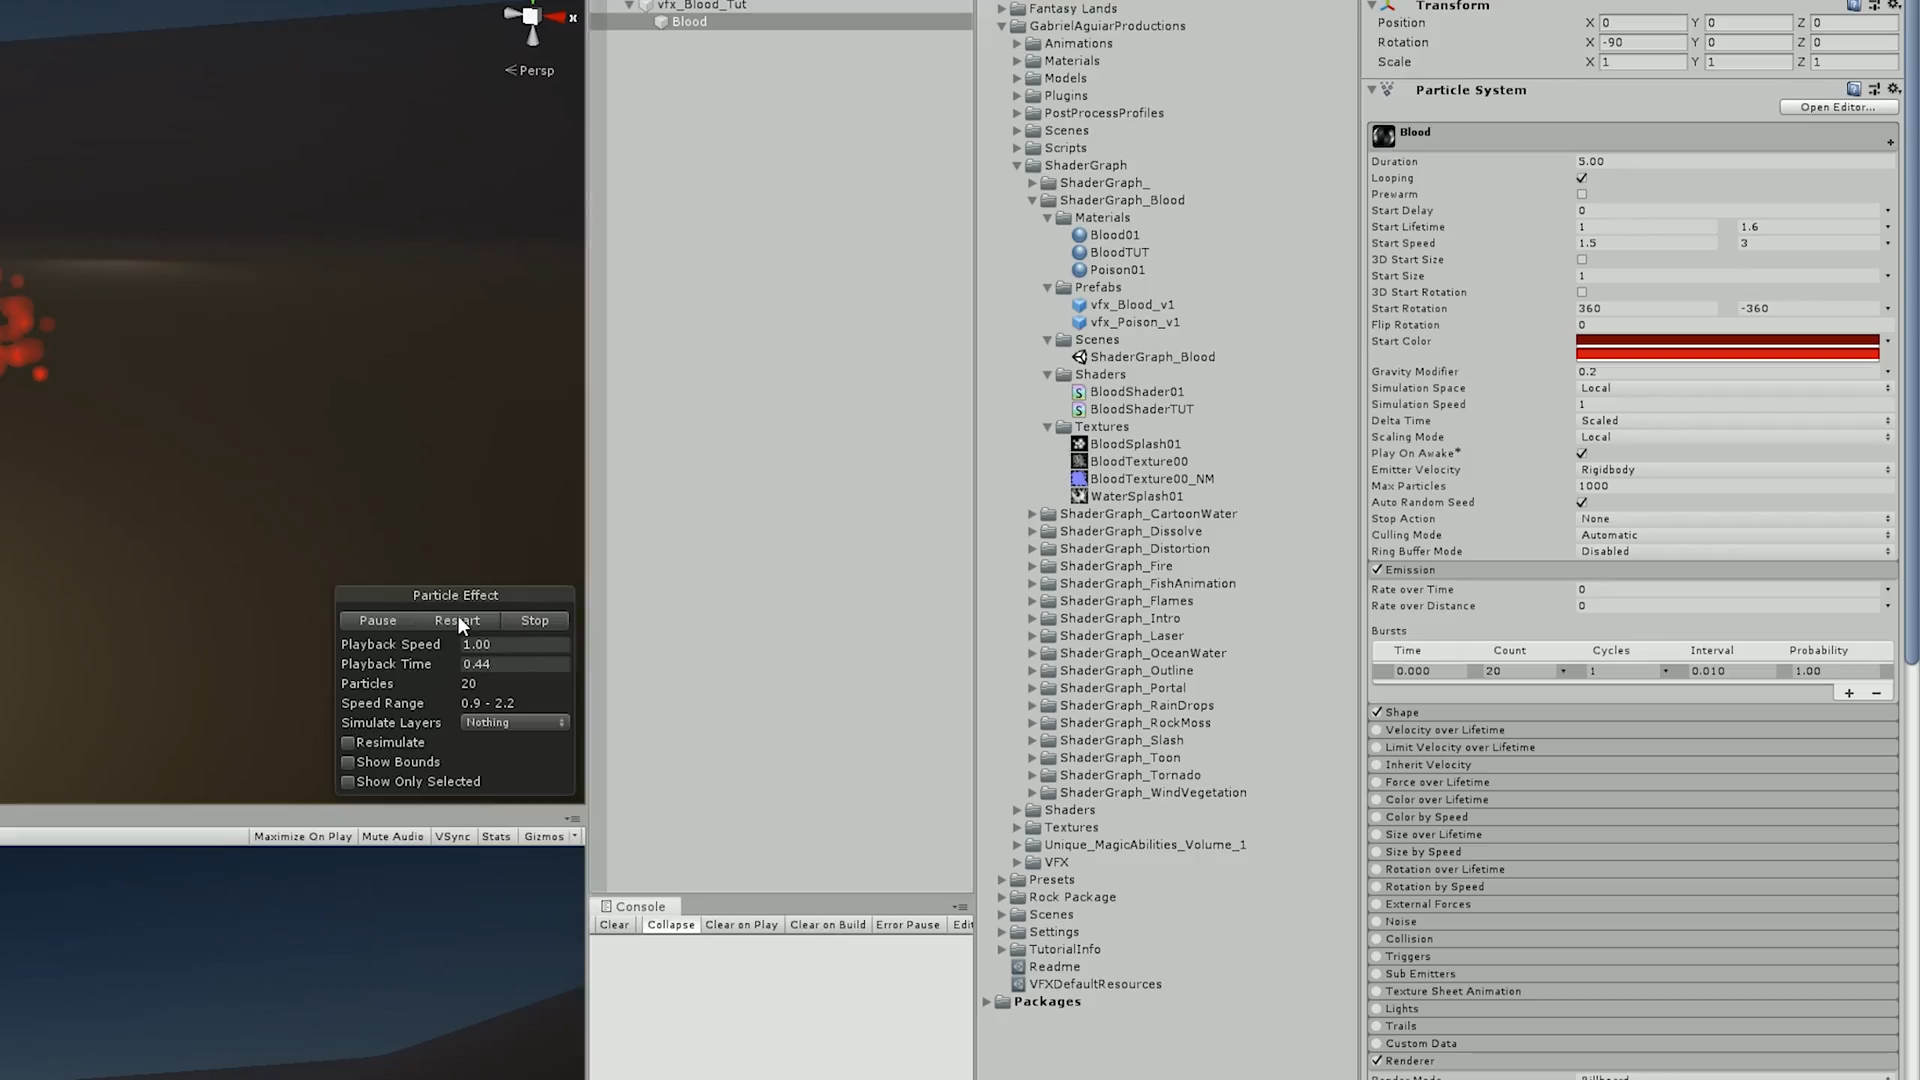 x
< Persp
Particle Effect
Pause
Restart
Stop
Playback Speed 1.00
Playback Time 0.44
Particles 20
Speed Range 0.9 - 2.2
Simulate Layers Nothing
Resimulate
Show Bounds
Show Only Selected
Maximize On Play Mute Audio VSync Stats Gizmos
vfx_Blood_Tut
Blood
Console
Clear Collapse Clear on Play Clear on Build Error Pause Edit
Fantasy Lands
GabrielAguiarProductions
Animations
Materials
Models
Plugins
PostProcessProfiles
Scenes
Scripts
ShaderGraph
ShaderGraph_
ShaderGraph_Blood
Materials
Blood01
BloodTUT
Poison01
Prefabs
vfx_Blood_v1
vfx_Poison_v1
Scenes
ShaderGraph_Blood
Shaders
BloodShader01
BloodShaderTUT
Textures
BloodSplash01
BloodTexture00
BloodTexture00_NM
WaterSplash01
ShaderGraph_CartoonWater
ShaderGraph_Dissolve
ShaderGraph_Distortion
ShaderGraph_Fire
ShaderGraph_FishAnimation
ShaderGraph_Flames
ShaderGraph_Intro
ShaderGraph_Laser
ShaderGraph_OceanWater
ShaderGraph_Outline
ShaderGraph_Portal
ShaderGraph_RainDrops
ShaderGraph_RockMoss
ShaderGraph_Slash
ShaderGraph_Toon
ShaderGraph_Tornado
ShaderGraph_WindVegetation
Shaders
Textures
Unique_MagicAbilities_Volume_1
VFX
Presets
Rock Package
Scenes
Settings
TutorialInfo
Readme
VFXDefaultResources
Packages
Transform
Position X 0 Y 0 Z 0
Rotation X -90 Y 0 Z 0
Scale X 1 Y 1 Z 1
Particle System
Open Editor...
Blood
Duration 5.00
Looping
Prewarm
Start Delay 0
Start Lifetime 1 1.6
Start Speed 1.5 3
3D Start Size
Start Size 1
3D Start Rotation
Start Rotation 360 -360
Flip Rotation 0
Start Color
Gravity Modifier 0.2
Simulation Space Local
Simulation Speed 1
Delta Time Scaled
Scaling Mode Local
Play On Awake*
Emitter Velocity Rigidbody
Max Particles 1000
Auto Random Seed
Stop Action None
Culling Mode Automatic
Ring Buffer Mode Disabled
Emission
Rate over Time 0
Rate over Distance 0
Bursts
Time Count Cycles Interval Probability
0.000 20 1 0.010 1.00
Shape
Velocity over Lifetime
Limit Velocity over Lifetime
Inherit Velocity
Force over Lifetime
Color over Lifetime
Color by Speed
Size over Lifetime
Size by Speed
Rotation over Lifetime
Rotation by Speed
External Forces
Noise
Collision
Triggers
Sub Emitters
Texture Sheet Animation
Lights
Trails
Custom Data
Renderer